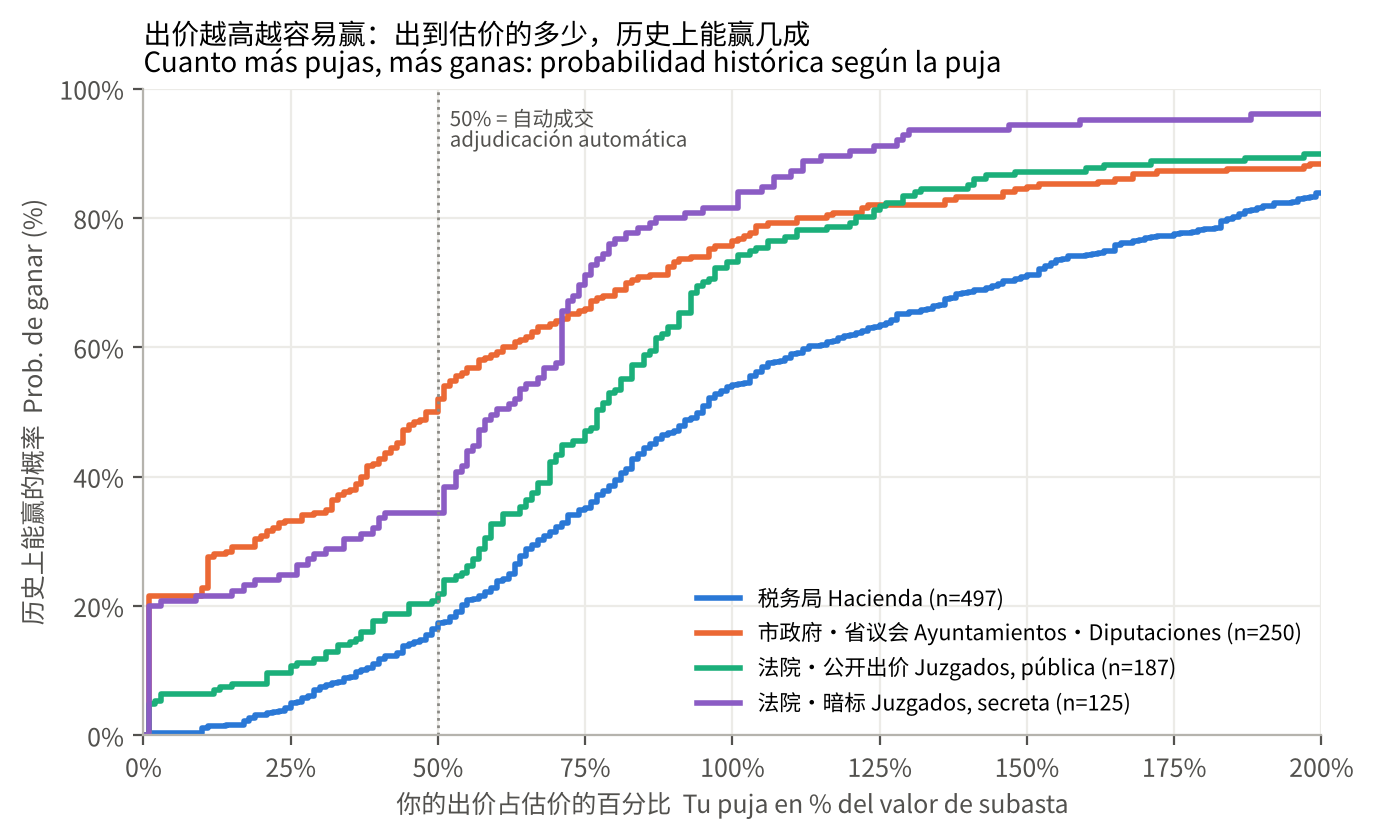 出价越高越容易赢：出到估价的多少，历史上能赢几成
Cuanto más pujas, más ganas: probabilidad histórica según la puja
50% = 自动成交
adjudicación automática
历史上能赢的概率 Prob. de ganar (%)
100%
80%
60%
40%
20%
0%
税务局 Hacienda (n=497)
市政府・省议会 Ayuntamientos・Diputaciones (n=250)
法院・公开出价 Juzgados, pública (n=187)
法院・暗标 Juzgados, secreta (n=125)
0% 25% 50% 75% 100% 125% 150% 175% 200%
你的出价占估价的百分比 Tu puja en % del valor de subasta